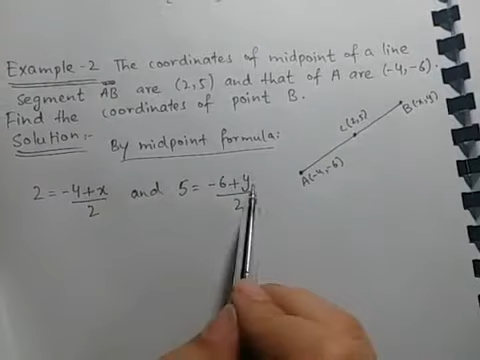 Example-2 The coordinates of midpoint of a line
segment AB are (2,5) and that of A are (-4,-6).
Find the coordinates of point B.
Solution:-
By midpoint formula:
B(x,y)
C(2,5)
A(-4,-6)
2 = -4+x/2 and 5 = -6+y/2